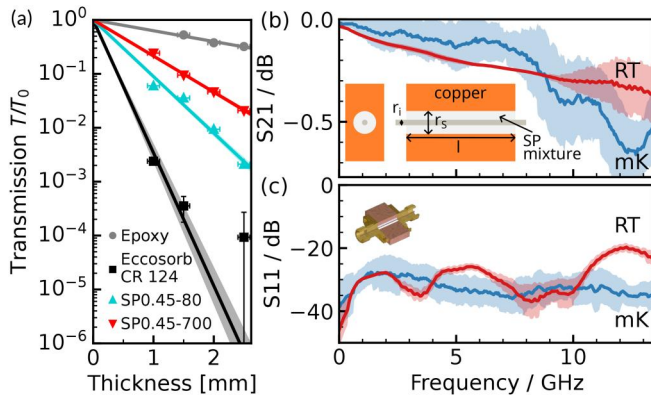 (a)
10⁰
10⁻¹
10⁻²
10⁻³
10⁻⁴
10⁻⁵
10⁻⁶
Transmission T/T₀
Epoxy
Eccosorb
CR 124
SP0.45-80
SP0.45-700
0
1
2
Thickness [mm]
(b)
0.0
−0.5
S21 / dB
RT
mK
copper
rᵢ
rₛ
l
SP
mixture
(c)
0
−20
−40
S11 / dB
RT
mK
0
5
10
Frequency / GHz